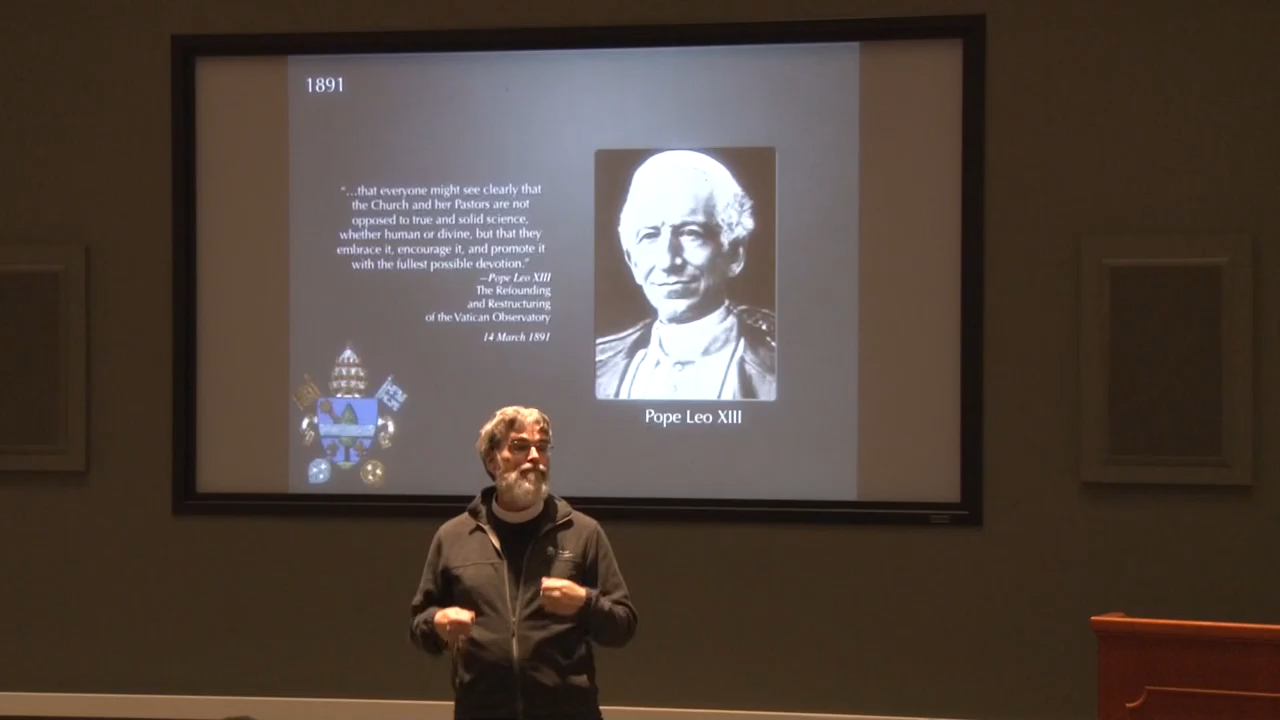 1891
“...that everyone might see clearly that
the Church and her Pastors are not
opposed to true and solid science,
whether human or divine, but that they
embrace it, encourage it, and promote it
with the fullest possible devotion.”
—Pope Leo XIII
The Refounding
and Restructuring
of the Vatican Observatory
14 March 1891
Pope Leo XIII